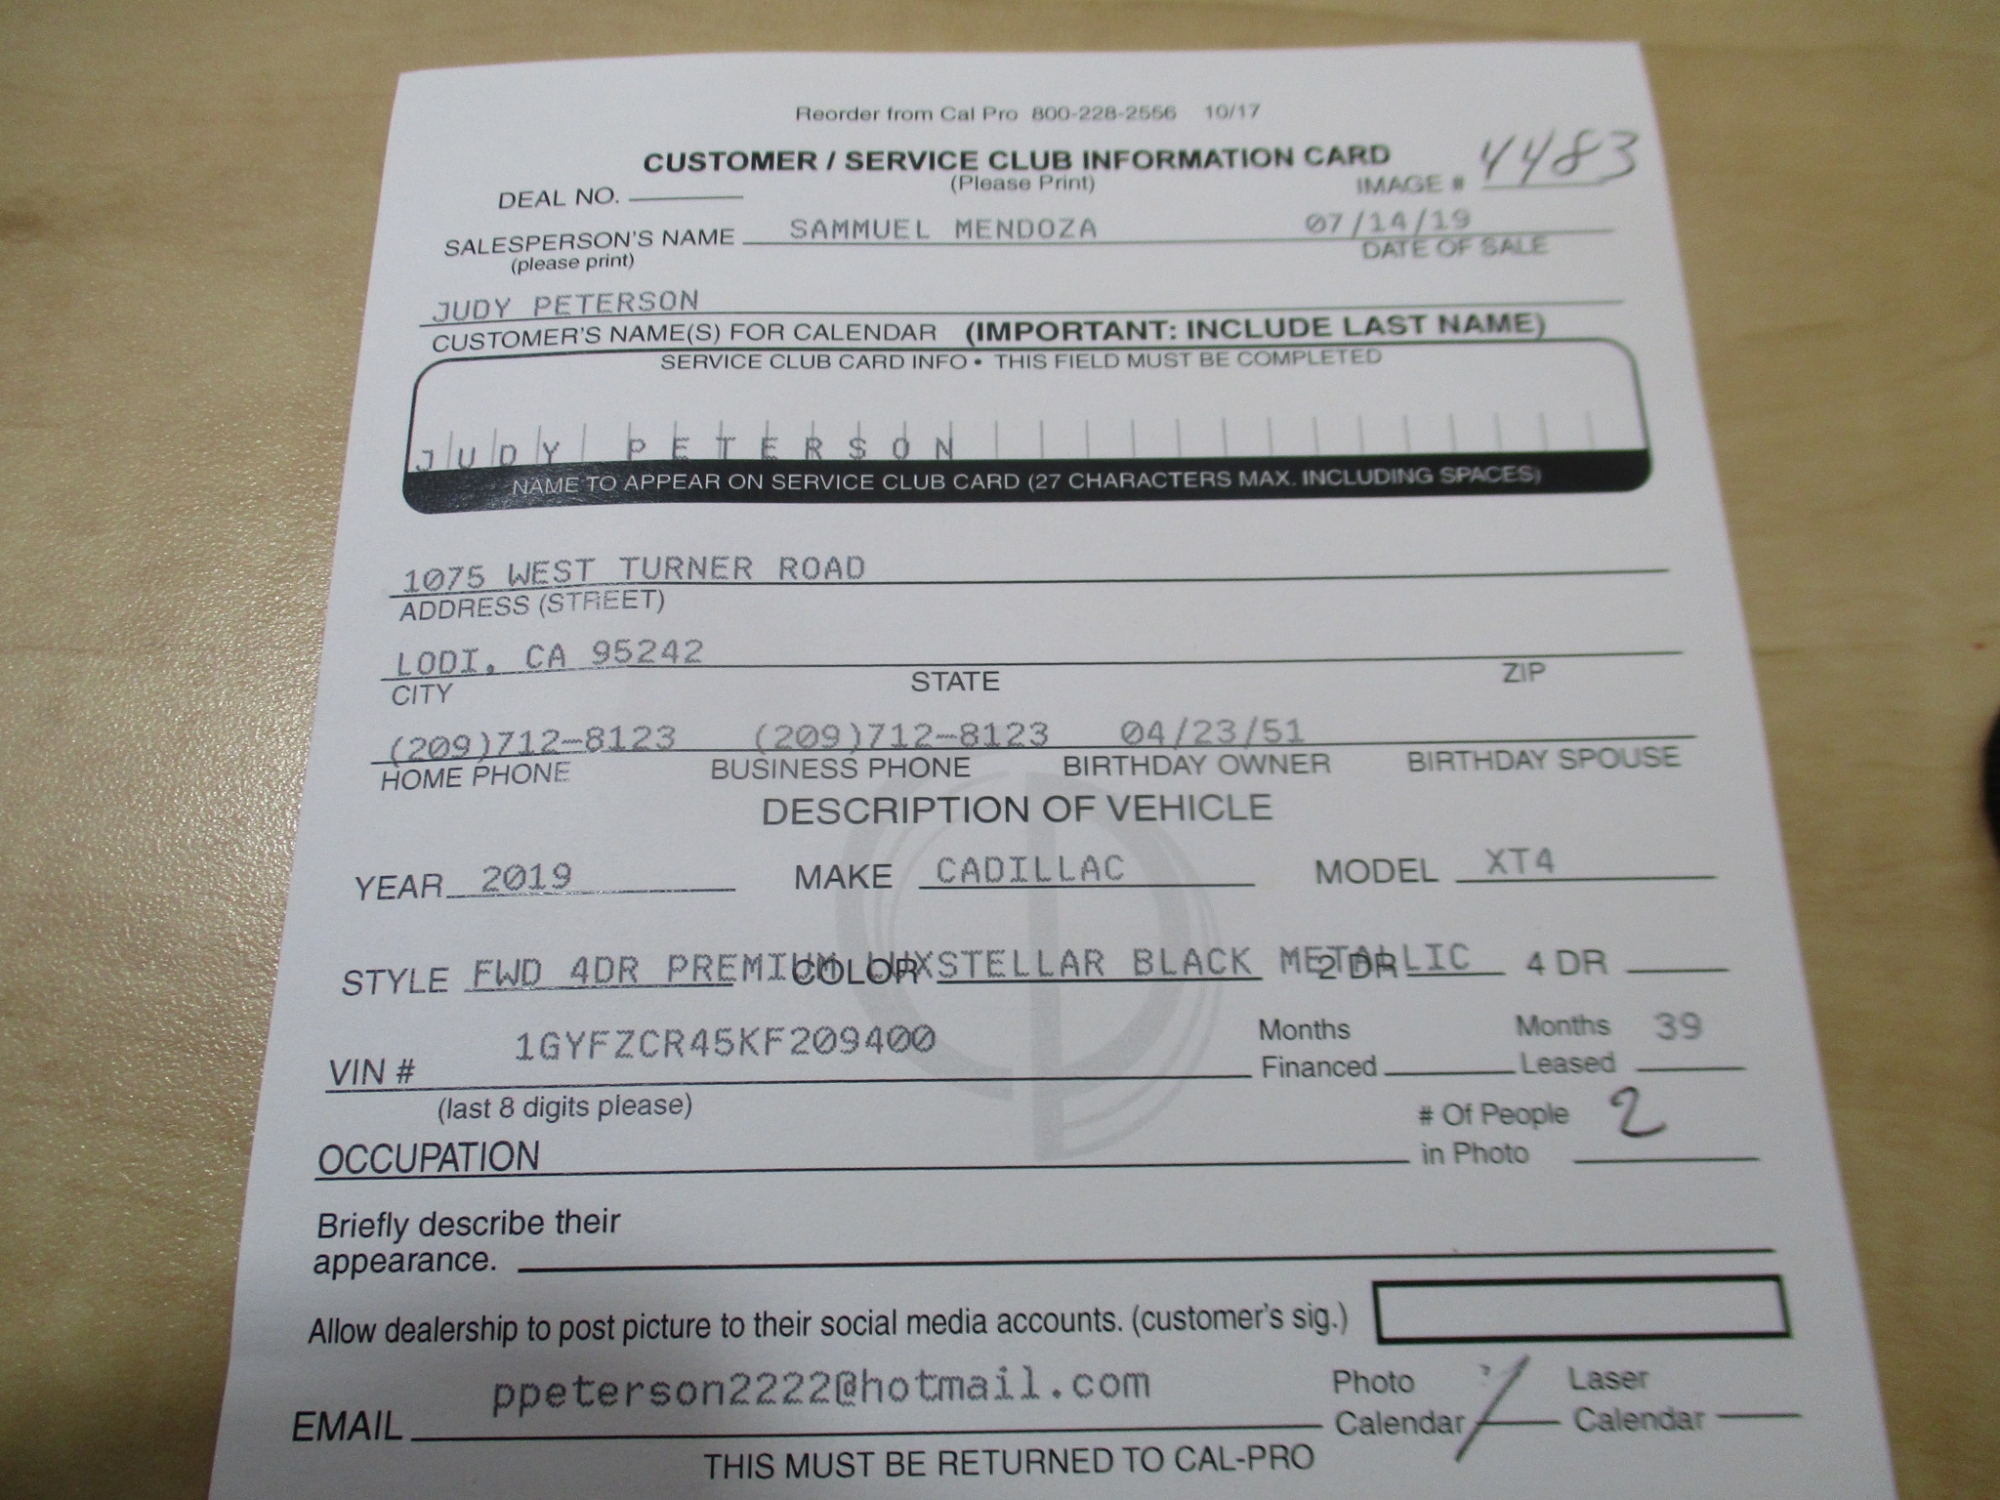 Reorder from Cal Pro 800-228-2556 10/17
CUSTOMER / SERVICE CLUB INFORMATION CARD
(Please Print)
DEAL NO.
IMAGE # 4483
SALESPERSON'S NAME SAMMUEL MENDOZA 07/14/19
(please print) DATE OF SALE
JUDY PETERSON
CUSTOMER'S NAME(S) FOR CALENDAR (IMPORTANT: INCLUDE LAST NAME)
SERVICE CLUB CARD INFO • THIS FIELD MUST BE COMPLETED
JUDY PETERSON
NAME TO APPEAR ON SERVICE CLUB CARD (27 CHARACTERS MAX. INCLUDING SPACES)
1075 WEST TURNER ROAD
ADDRESS (STREET)
LODI, CA 95242
CITY STATE ZIP
(209)712-8123 (209)712-8123 04/23/51
HOME PHONE BUSINESS PHONE BIRTHDAY OWNER BIRTHDAY SPOUSE
DESCRIPTION OF VEHICLE
YEAR 2019 MAKE CADILLAC MODEL XT4
STYLE FWD 4DR PREMIUM LUX COLOR STELLAR BLACK METALLIC 2 DR 4 DR
VIN # 1GYFZCR45KF209400
(last 8 digits please)
Months Financed Months Leased 39
OCCUPATION
# Of People in Photo 2
Briefly describe their
appearance.
Allow dealership to post picture to their social media accounts. (customer's sig.)
EMAIL ppeterson2222@hotmail.com
Photo Calendar Laser Calendar
THIS MUST BE RETURNED TO CAL-PRO